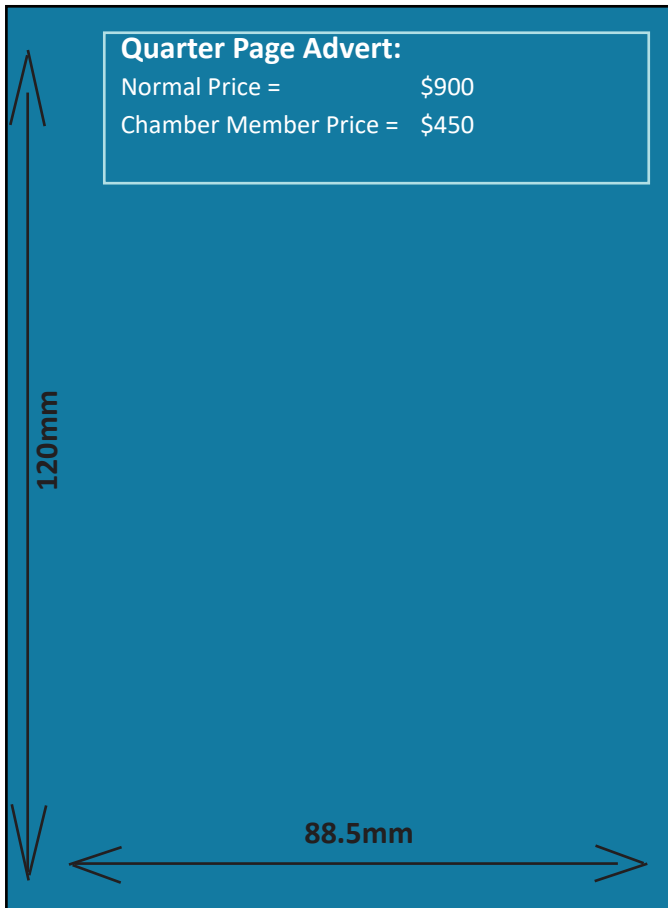 Quarter Page Advert:
Normal Price = $900
Chamber Member Price = $450
120mm
88.5mm